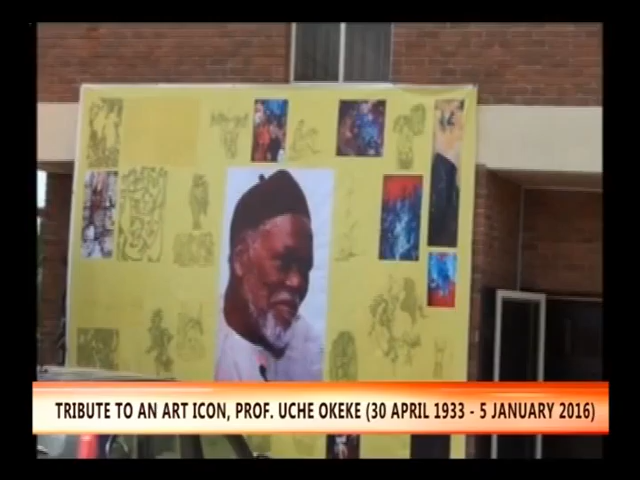 TRIBUTE TO AN ART ICON, PROF. UCHE OKEKE (30 APRIL 1933 - 5 JANUARY 2016)